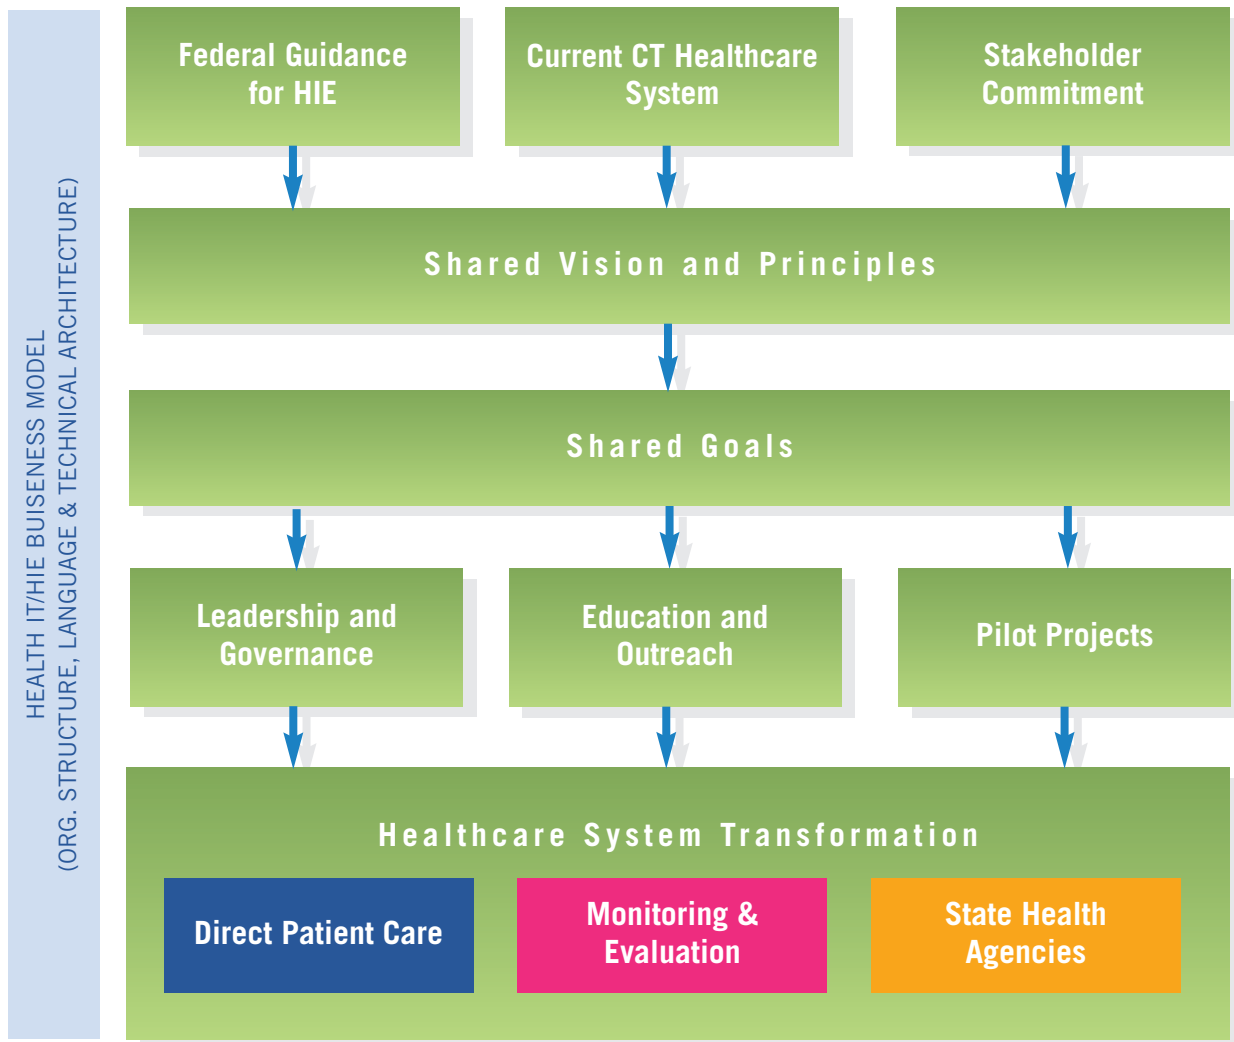 HEALTH IT/HIE BUISENESS MODEL
(ORG. STRUCTURE, LANGUAGE & TECHNICAL ARCHITECTURE)
Federal Guidance
for HIE
Current CT Healthcare
System
Stakeholder
Commitment
Shared Vision and Principles
Shared Goals
Leadership and
Governance
Education and
Outreach
Pilot Projects
Healthcare System Transformation
Direct Patient Care
Monitoring &
Evaluation
State Health
Agencies